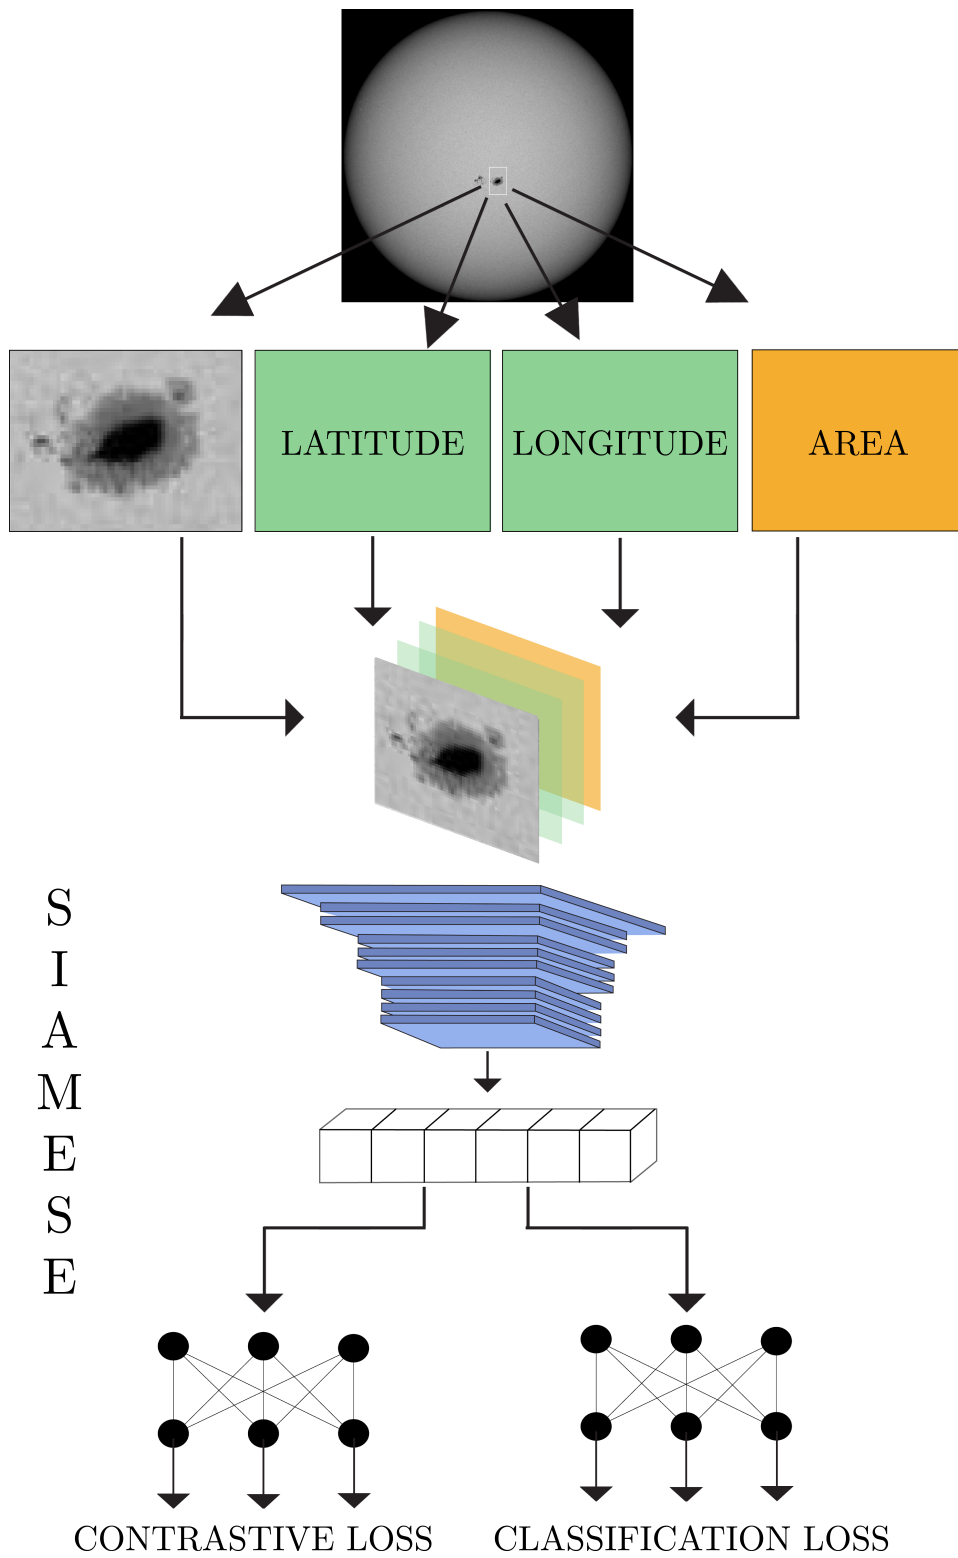 LATITUDE
LONGITUDE
AREA
S
I
A
M
E
S
E
CONTRASTIVE LOSS
CLASSIFICATION LOSS